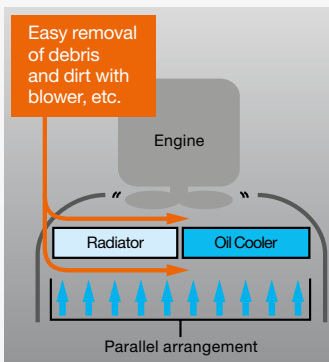 Easy removal
of debris
and dirt with
blower, etc.
Engine
Radiator
Oil Cooler
Parallel arrangement